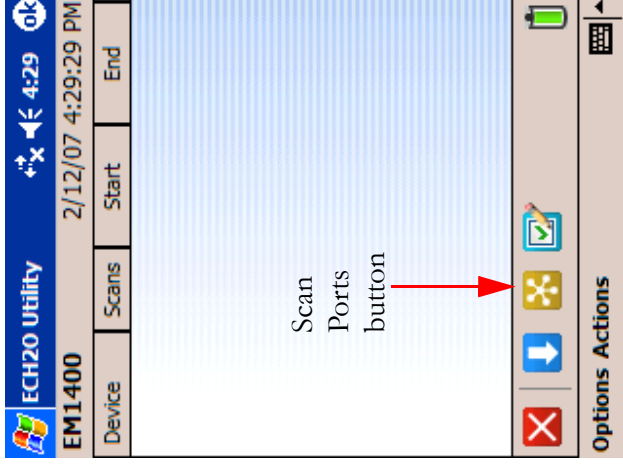 ECH2O Utility 4:29 ok
EM1400 2/12/07 4:29:29 PM
Device Scans Start End
Scan
Ports
button
Options Actions